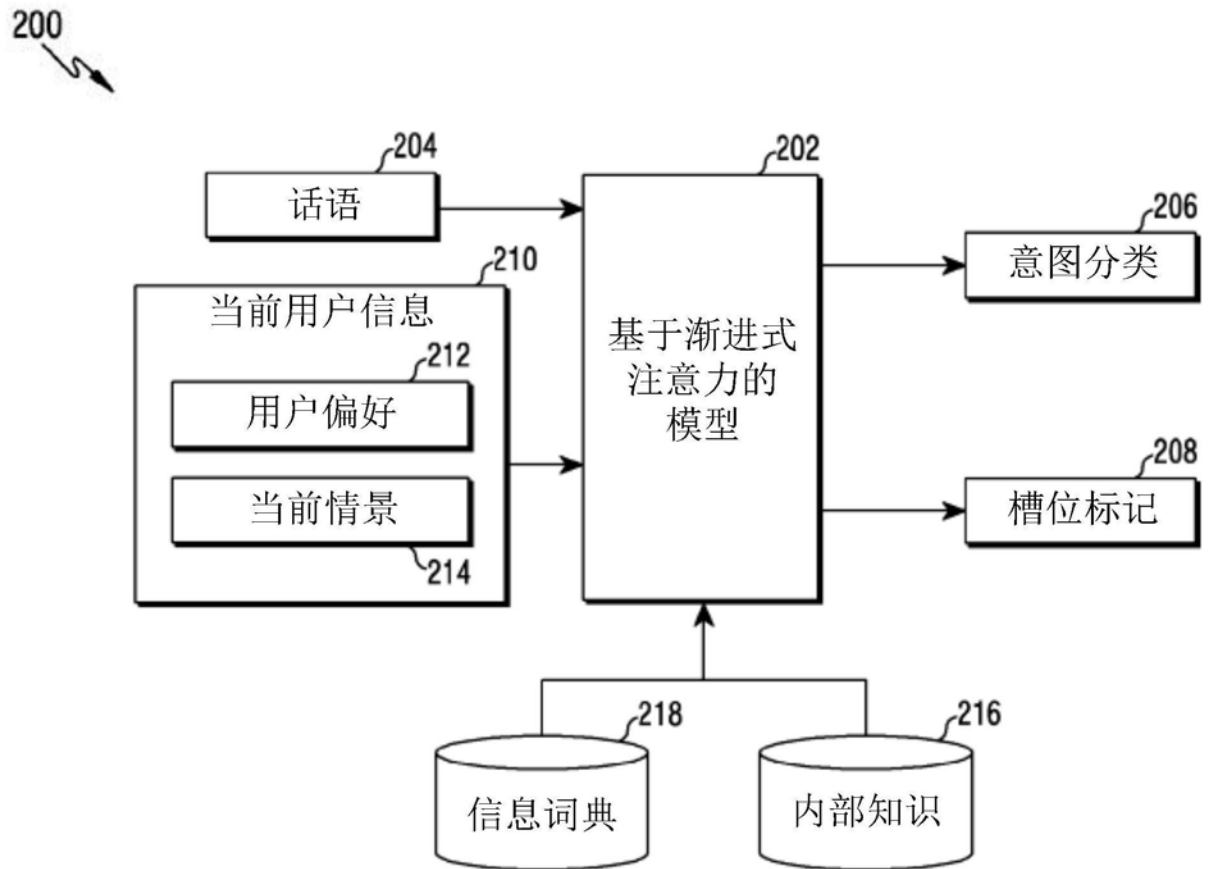 200
204
话语
202
基于渐进式
注意力的
模型
206
意图分类
210
当前用户信息
212
用户偏好
当前情景
214
208
槽位标记
218
信息词典
216
内部知识